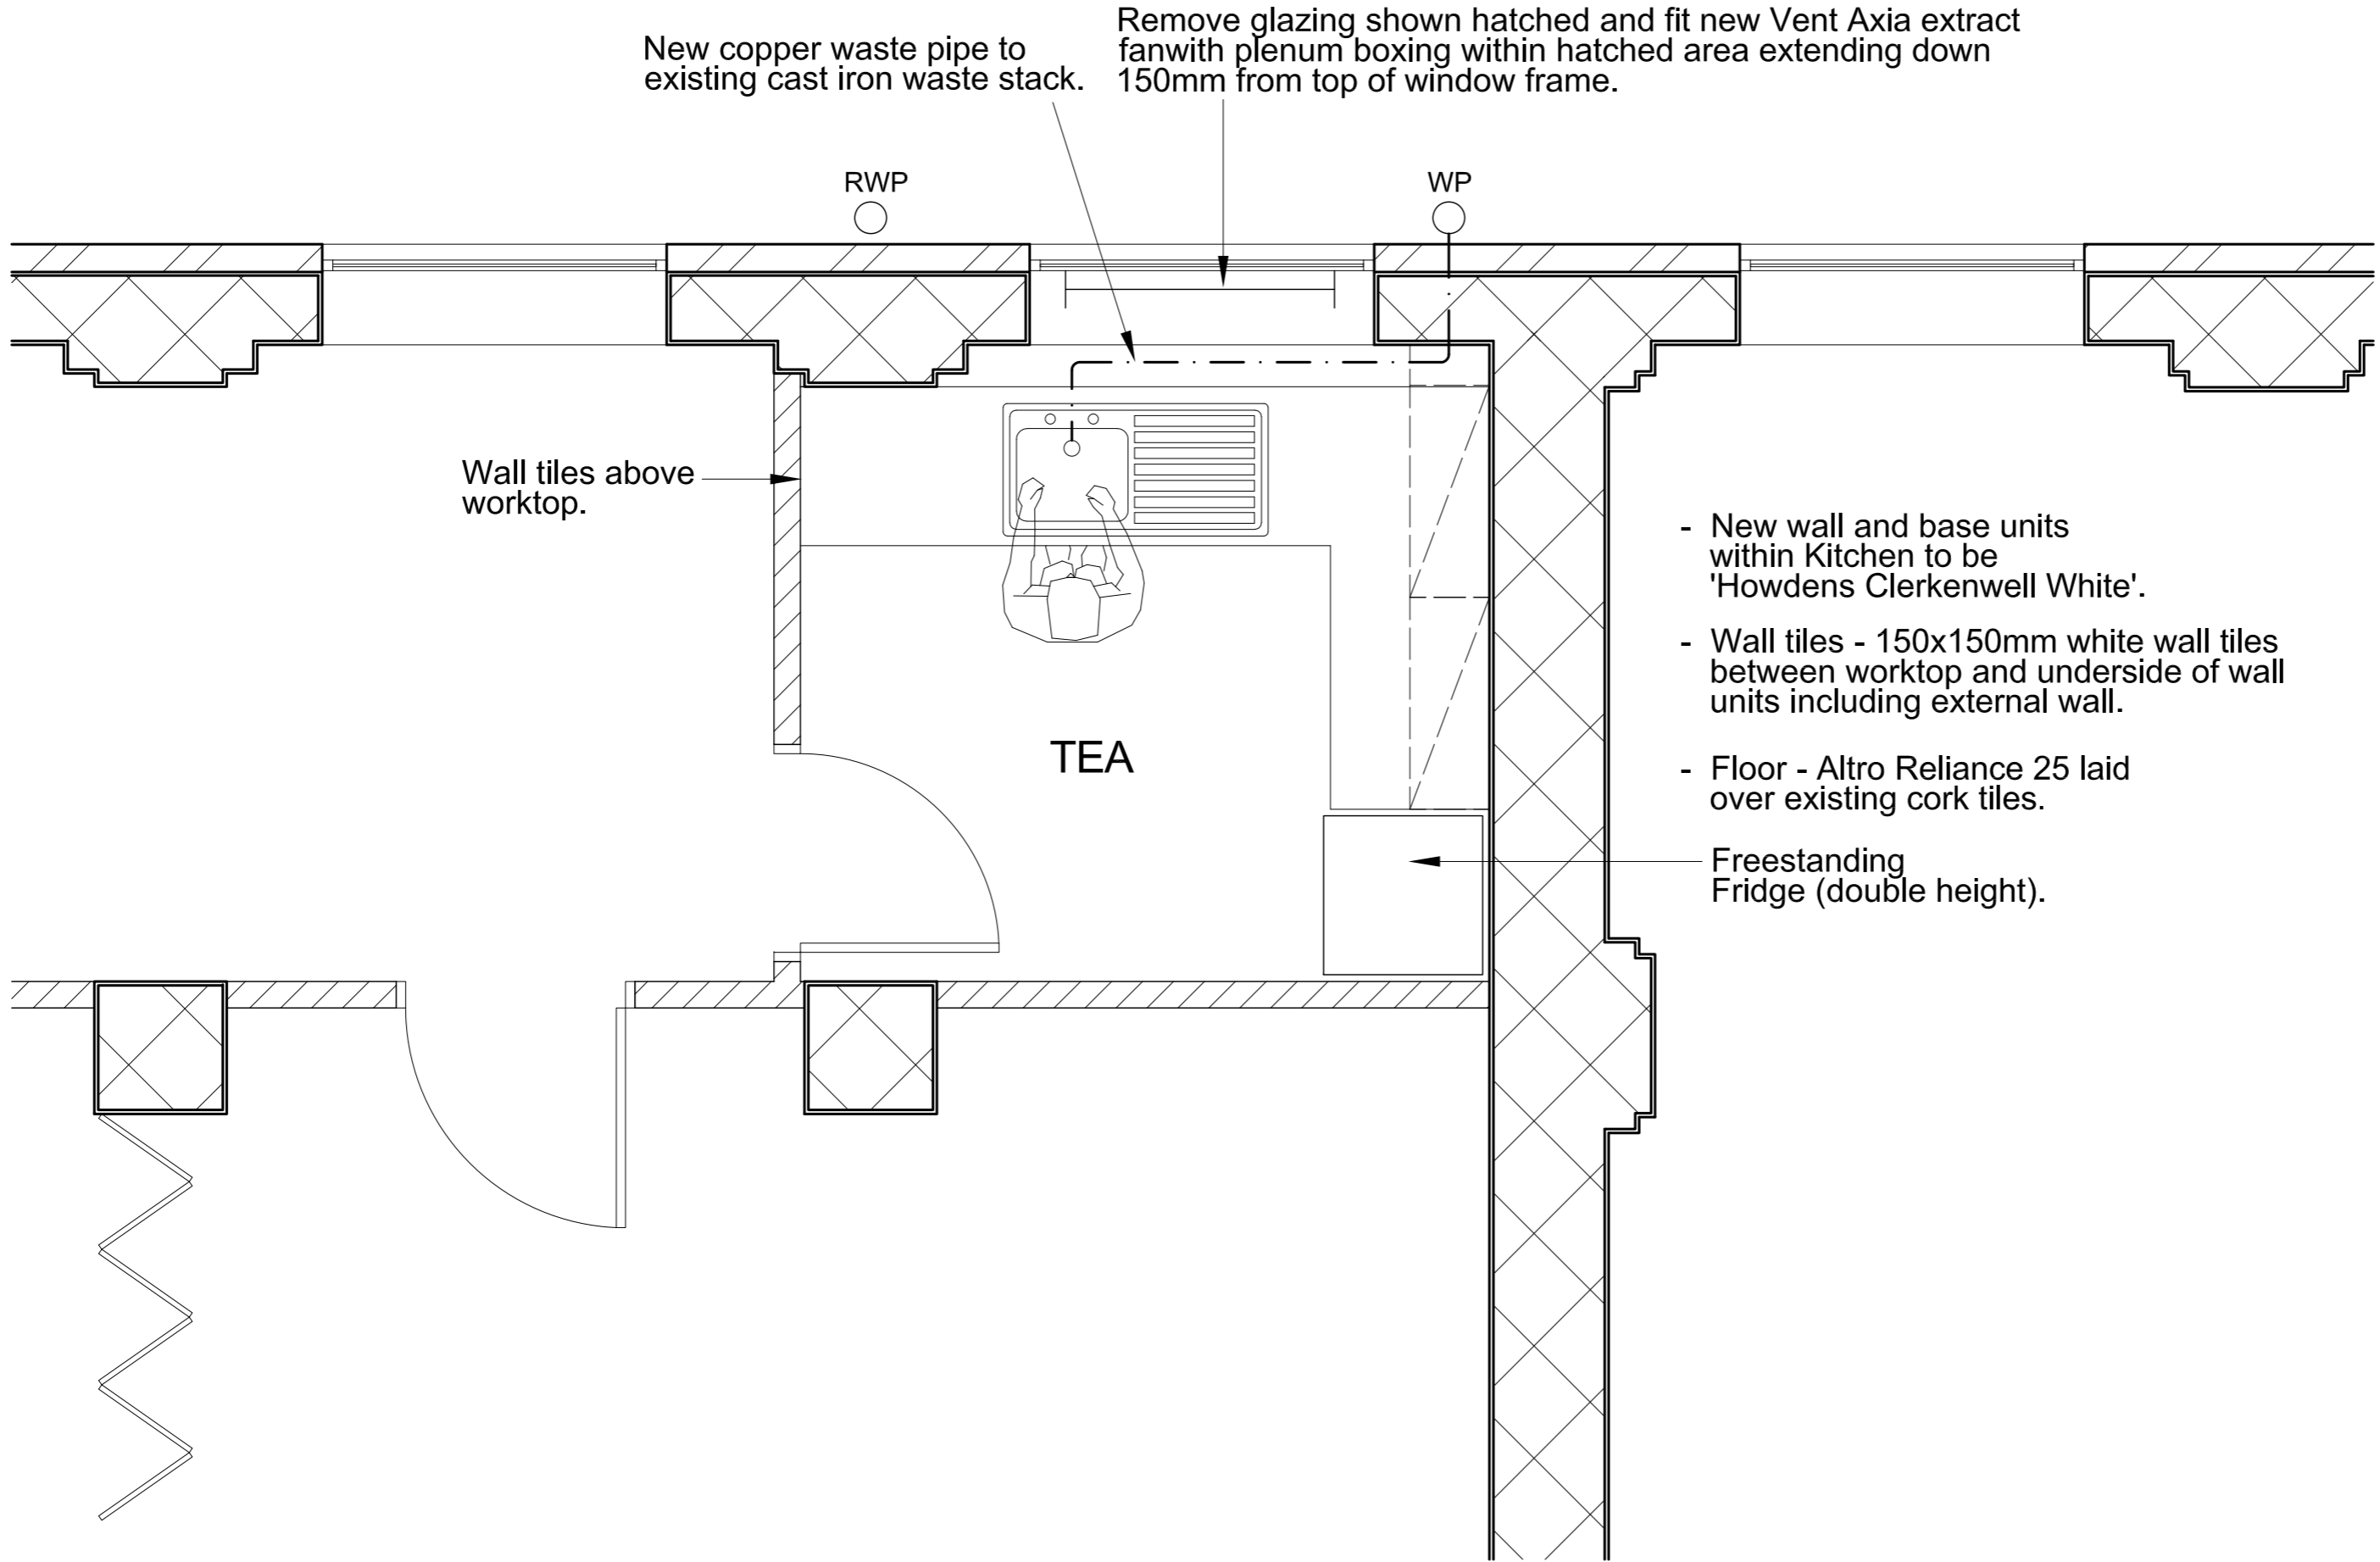 Remove glazing shown hatched and fit new Vent Axia extract
fanwith plenum boxing within hatched area extending down
150mm from top of window frame.
New copper waste pipe to
existing cast iron waste stack.
RWP
WP
Wall tiles above
worktop.
- New wall and base units
within Kitchen to be
'Howdens Clerkenwell White'.
- Wall tiles - 150x150mm white wall tiles
between worktop and underside of wall
units including external wall.
TEA
- Floor - Altro Reliance 25 laid
over existing cork tiles.
Freestanding
Fridge (double height).